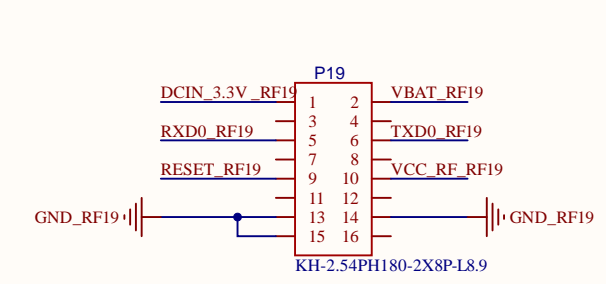 P19
DCIN_3.3V_RF19 1 2 VBAT_RF19
3 4
RXD0_RF19 5 6 TXD0_RF19
7 8
RESET_RF19 9 10 VCC_RF_RF19
11 12
GND_RF19 13 14 GND_RF19
15 16
KH-2.54PH180-2X8P-L8.9